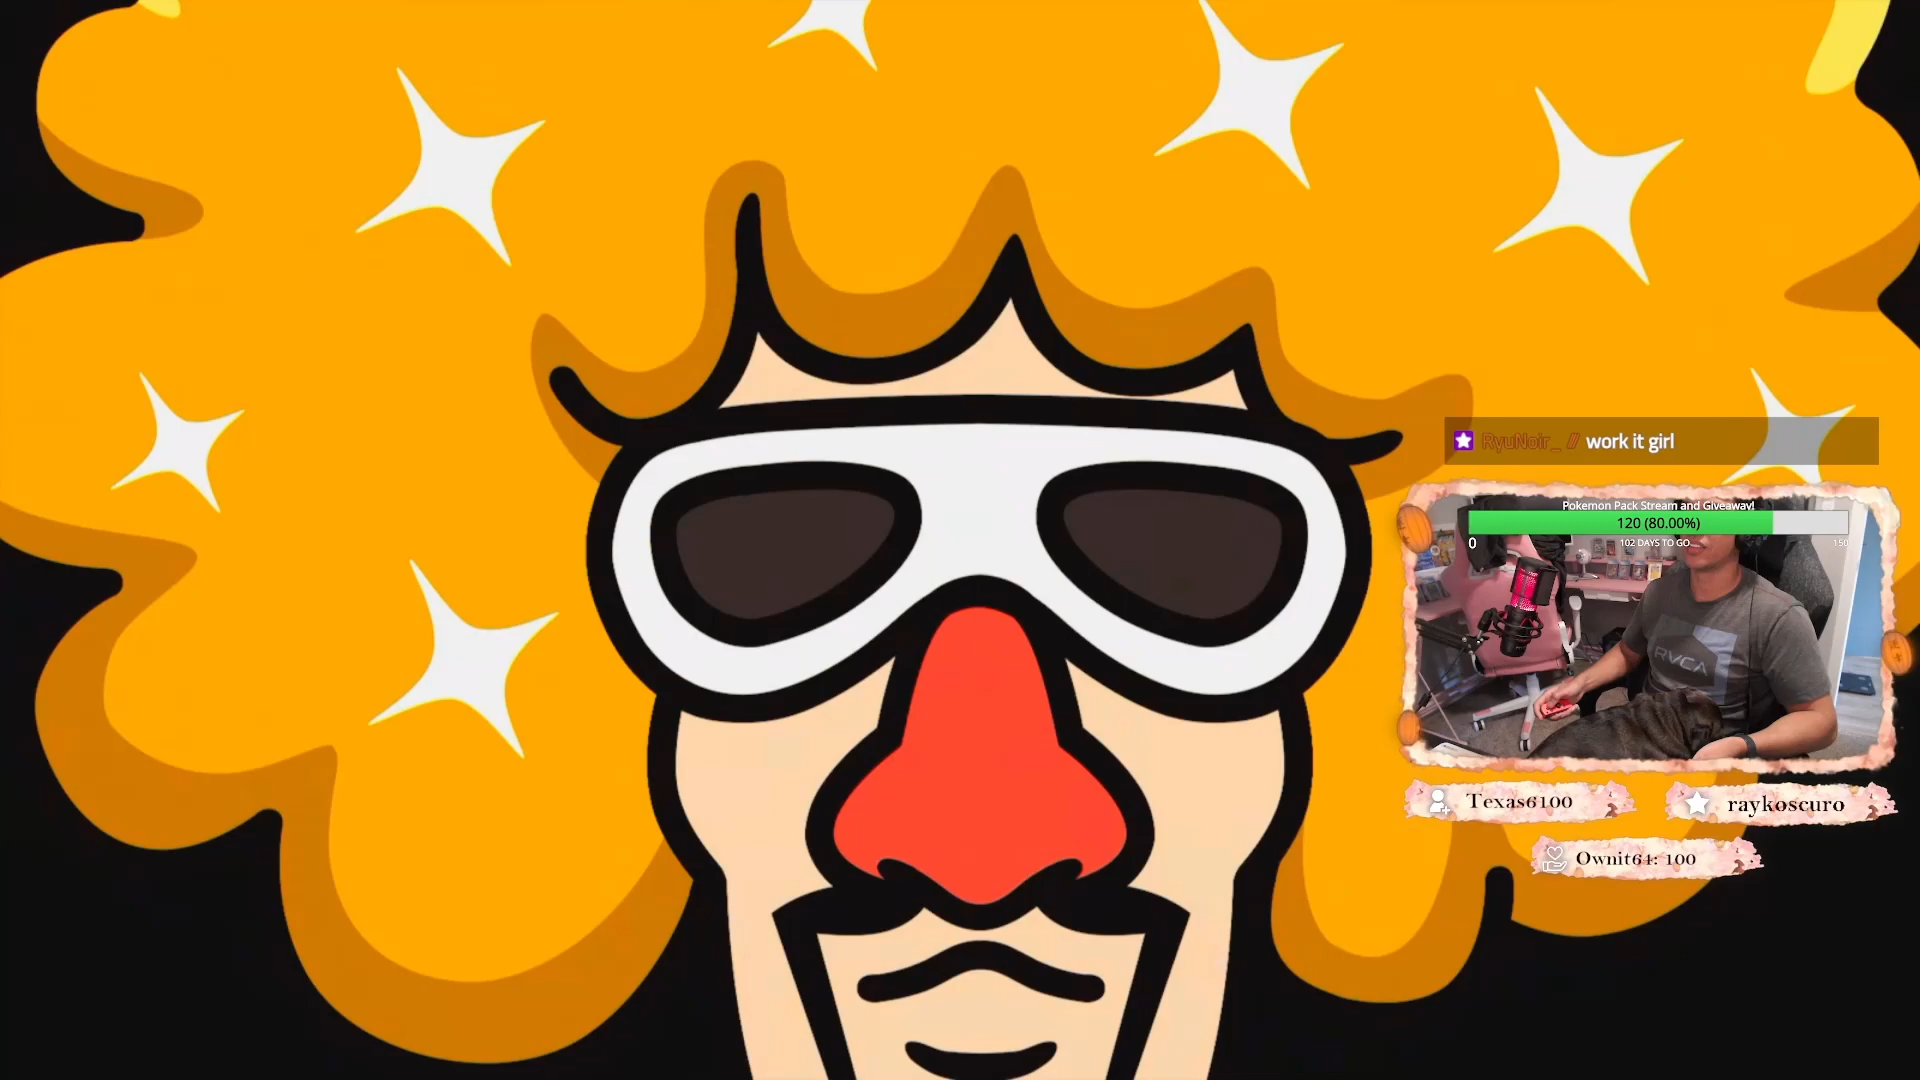 RyuNoir_ // work it girl
Pokemon Pack Stream and Giveaway!
120 (80.00%)
0
102 DAYS TO GO
150
RVCA
Texas6100
raykoscuro
Ownit64: 100